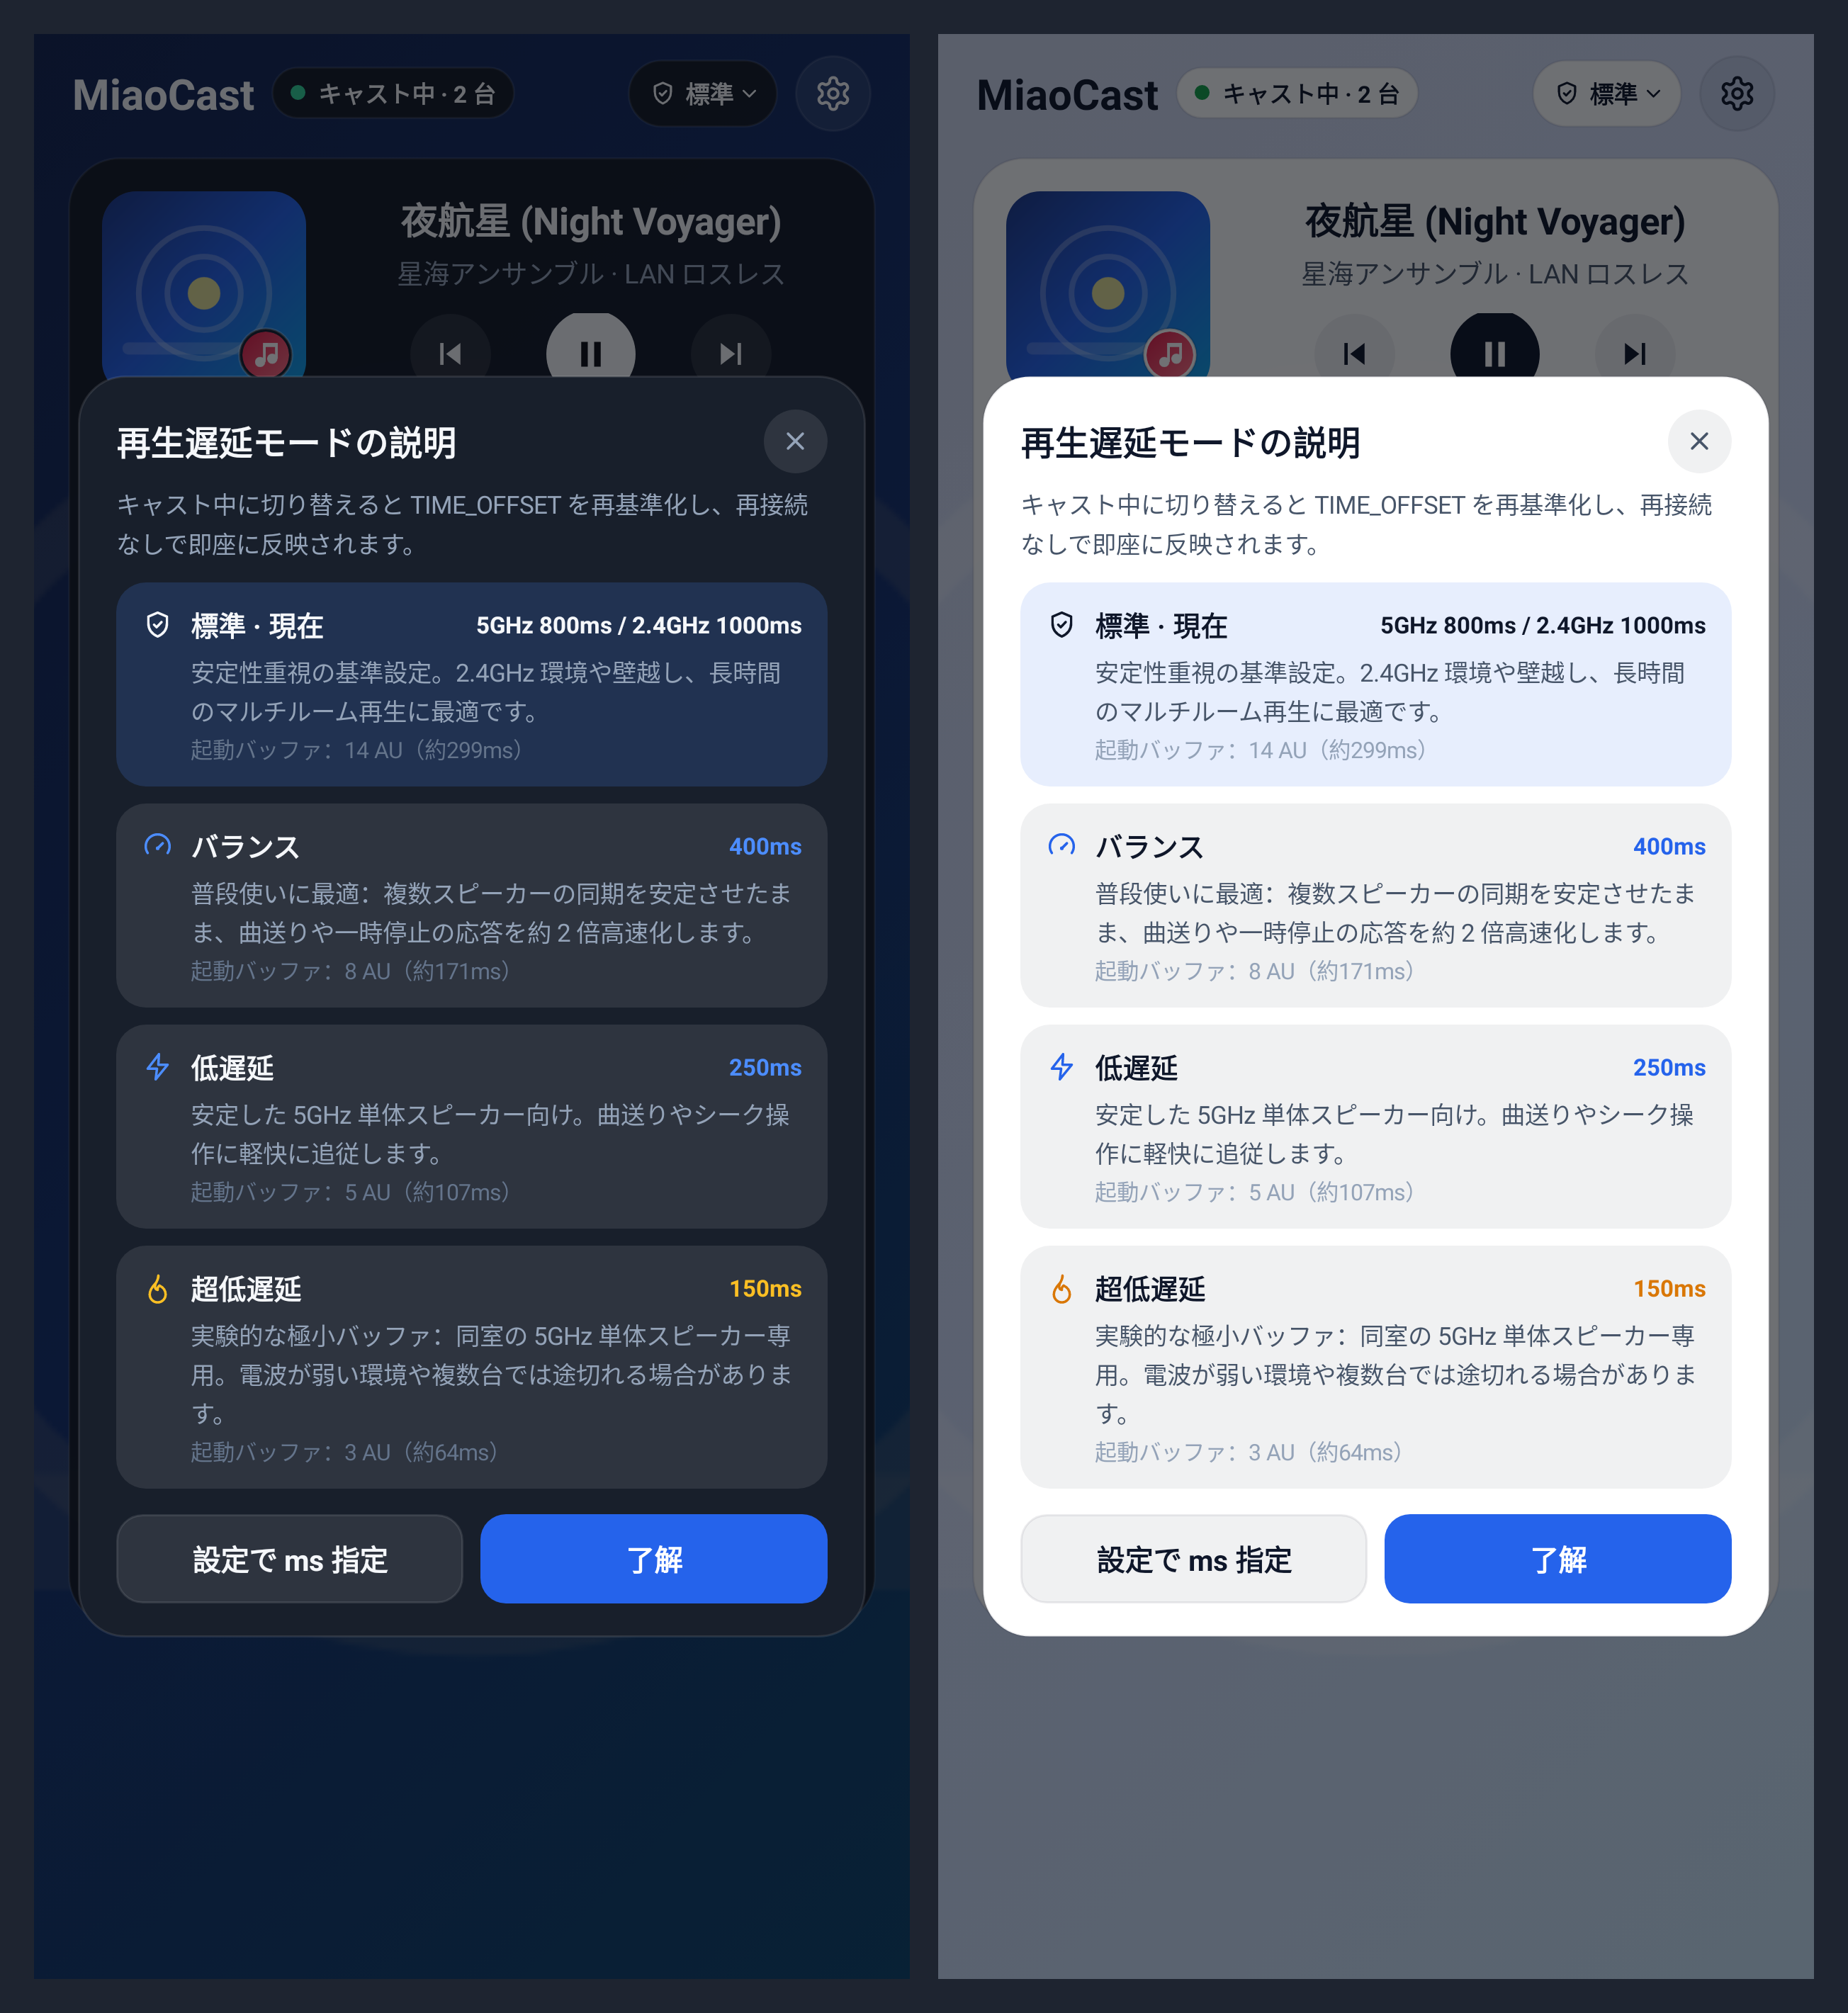 MiaoCast
キャスト中 · 2 台
標準
夜航星 (Night Voyager)
星海アンサンブル · LAN ロスレス
再生遅延モードの説明
キャスト中に切り替えると TIME_OFFSET を再基準化し、再接続
なしで即座に反映されます。
標準 · 現在
5GHz 800ms / 2.4GHz 1000ms
安定性重視の基準設定。2.4GHz 環境や壁越し、長時間
のマルチルーム再生に最適です。
起動バッファ：14 AU（約299ms）
バランス
400ms
普段使いに最適：複数スピーカーの同期を安定させたま
ま、曲送りや一時停止の応答を約 2 倍高速化します。
起動バッファ：8 AU（約171ms）
低遅延
250ms
安定した 5GHz 単体スピーカー向け。曲送りやシーク操
作に軽快に追従します。
起動バッファ：5 AU（約107ms）
超低遅延
150ms
実験的な極小バッファ：同室の 5GHz 単体スピーカー専
用。電波が弱い環境や複数台では途切れる場合がありま
す。
起動バッファ：3 AU（約64ms）
設定で ms 指定
了解
MiaoCast
キャスト中 · 2 台
標準
夜航星 (Night Voyager)
星海アンサンブル · LAN ロスレス
再生遅延モードの説明
キャスト中に切り替えると TIME_OFFSET を再基準化し、再接続
なしで即座に反映されます。
標準 · 現在
5GHz 800ms / 2.4GHz 1000ms
安定性重視の基準設定。2.4GHz 環境や壁越し、長時間
のマルチルーム再生に最適です。
起動バッファ：14 AU（約299ms）
バランス
400ms
普段使いに最適：複数スピーカーの同期を安定させたま
ま、曲送りや一時停止の応答を約 2 倍高速化します。
起動バッファ：8 AU（約171ms）
低遅延
250ms
安定した 5GHz 単体スピーカー向け。曲送りやシーク操
作に軽快に追従します。
起動バッファ：5 AU（約107ms）
超低遅延
150ms
実験的な極小バッファ：同室の 5GHz 単体スピーカー専
用。電波が弱い環境や複数台では途切れる場合がありま
す。
起動バッファ：3 AU（約64ms）
設定で ms 指定
了解